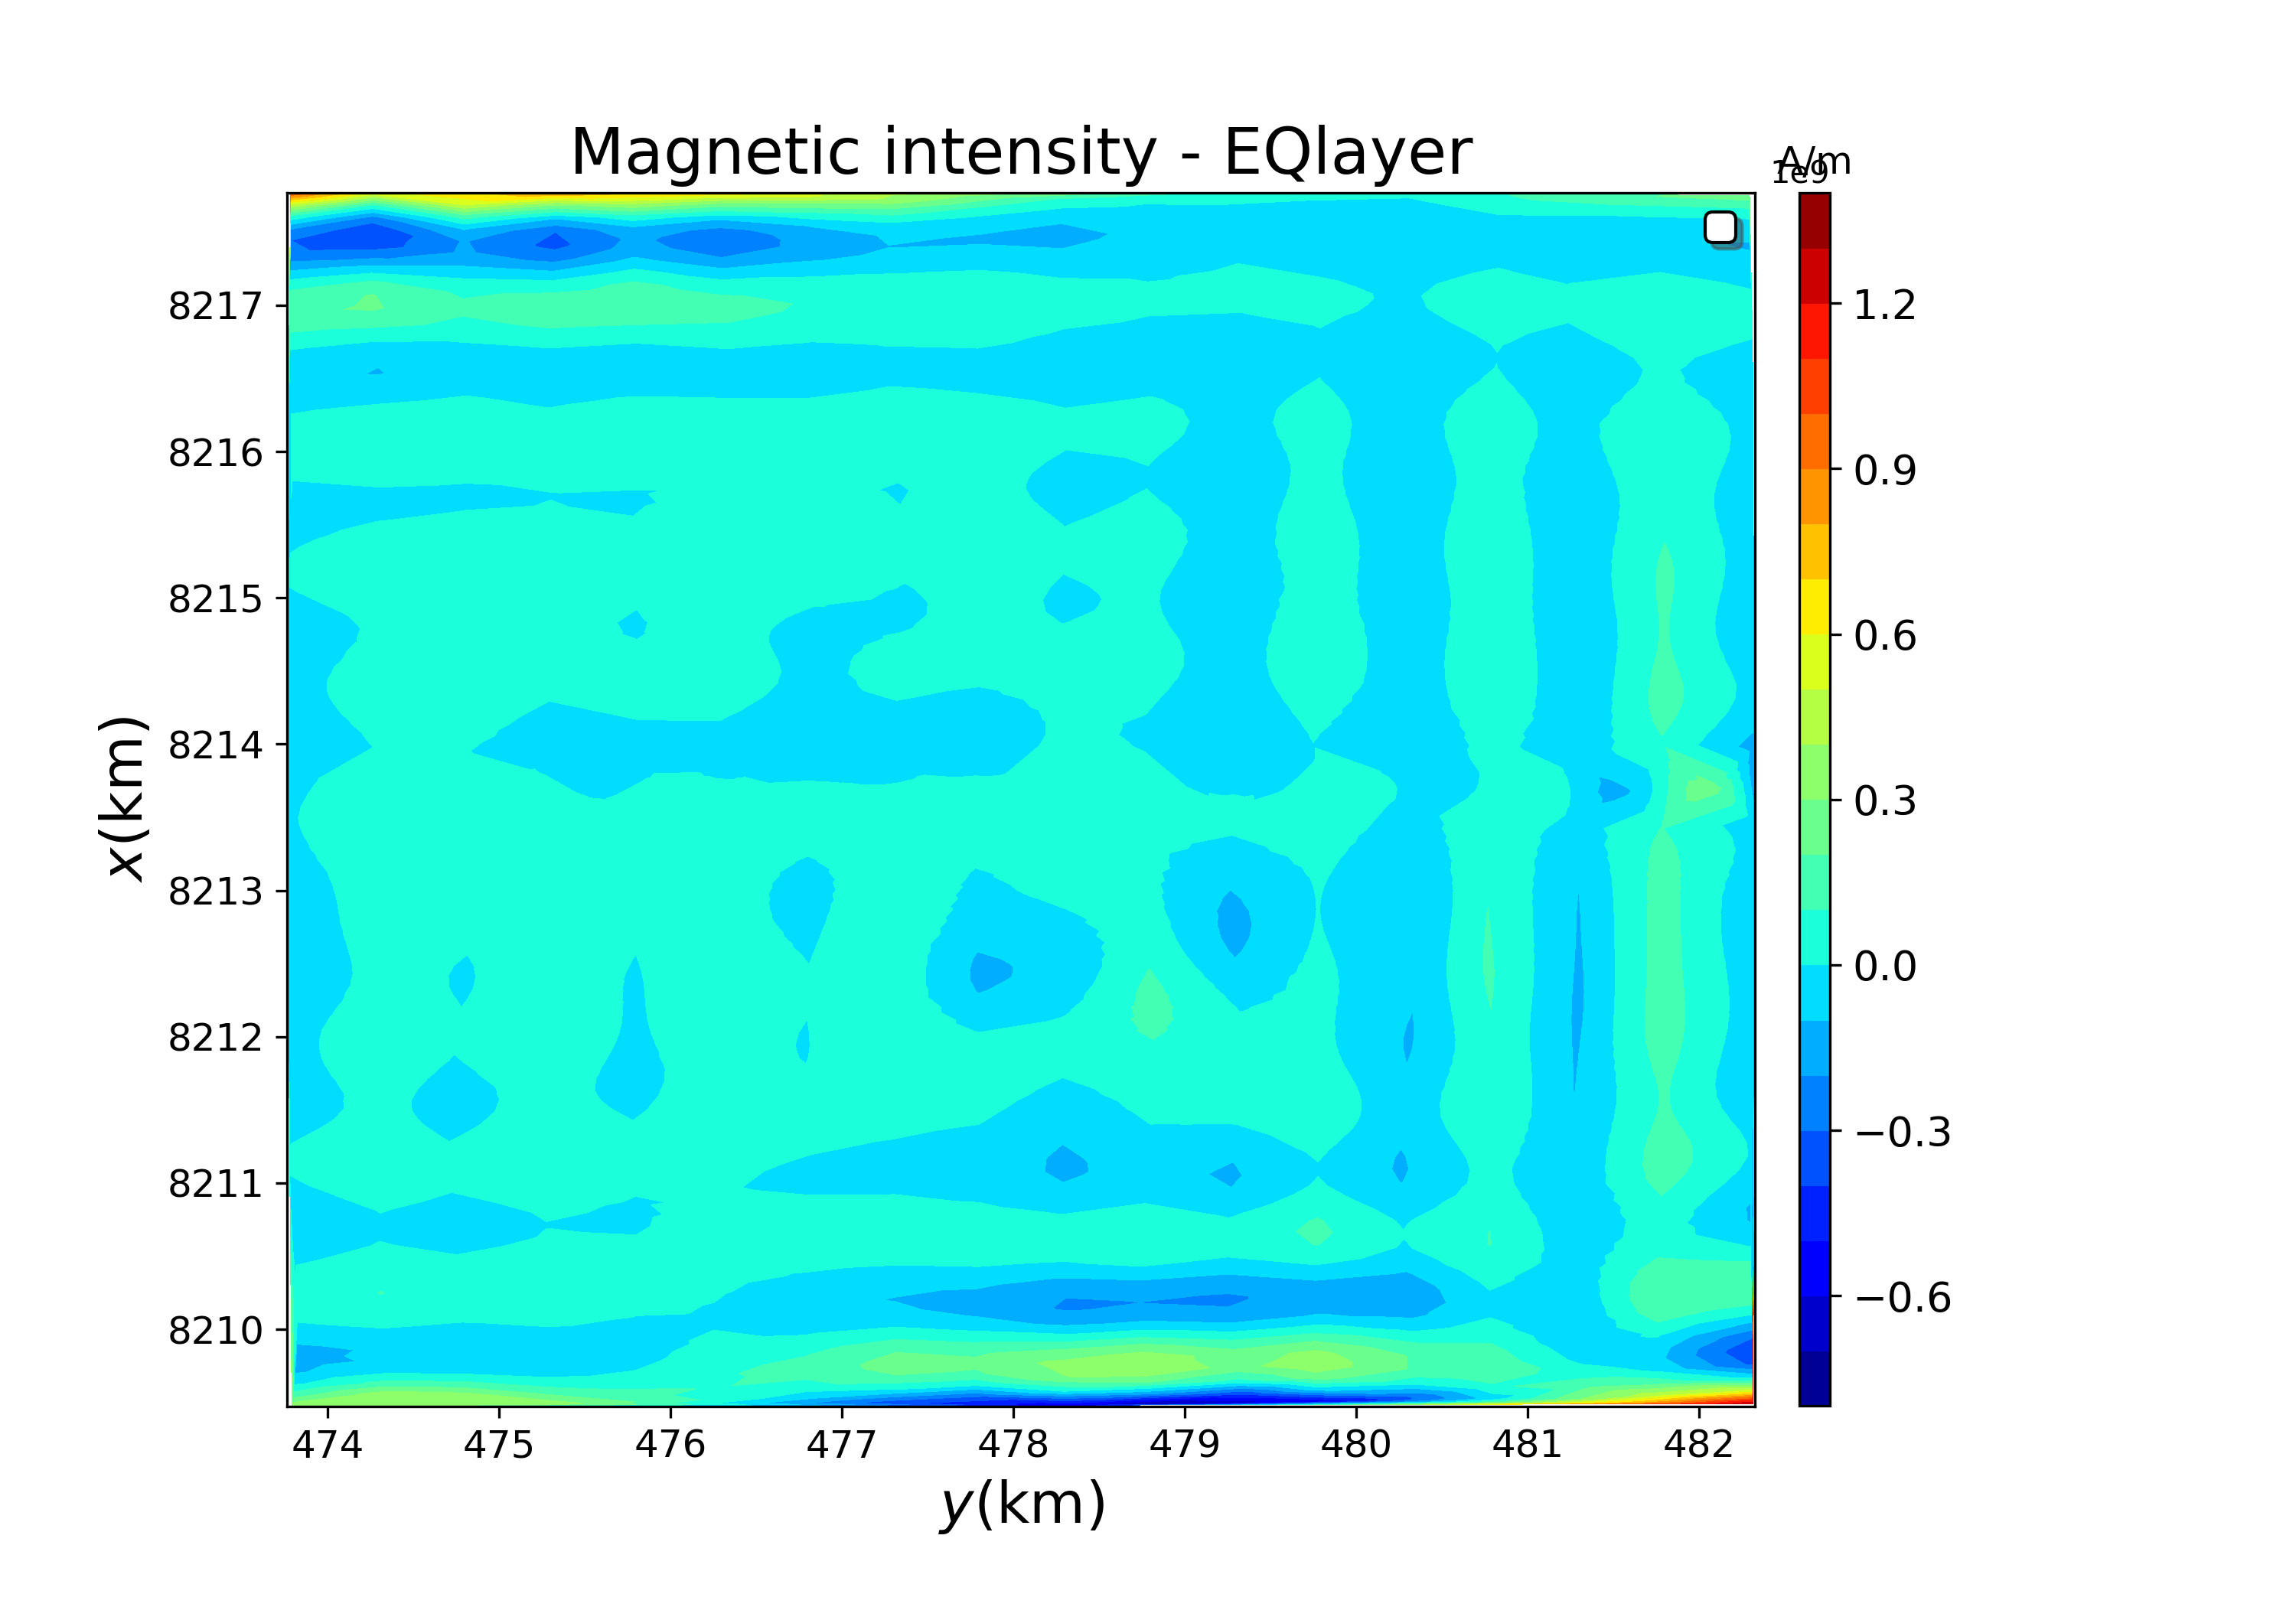 Magnetic intensity - EQlayer
A/m
1e9
8217
8216
8215
8214
8213
8212
8211
8210
x(km)
474 475 476 477 478 479 480 481 482
y(km)
1.2
0.9
0.6
0.3
0.0
−0.3
−0.6